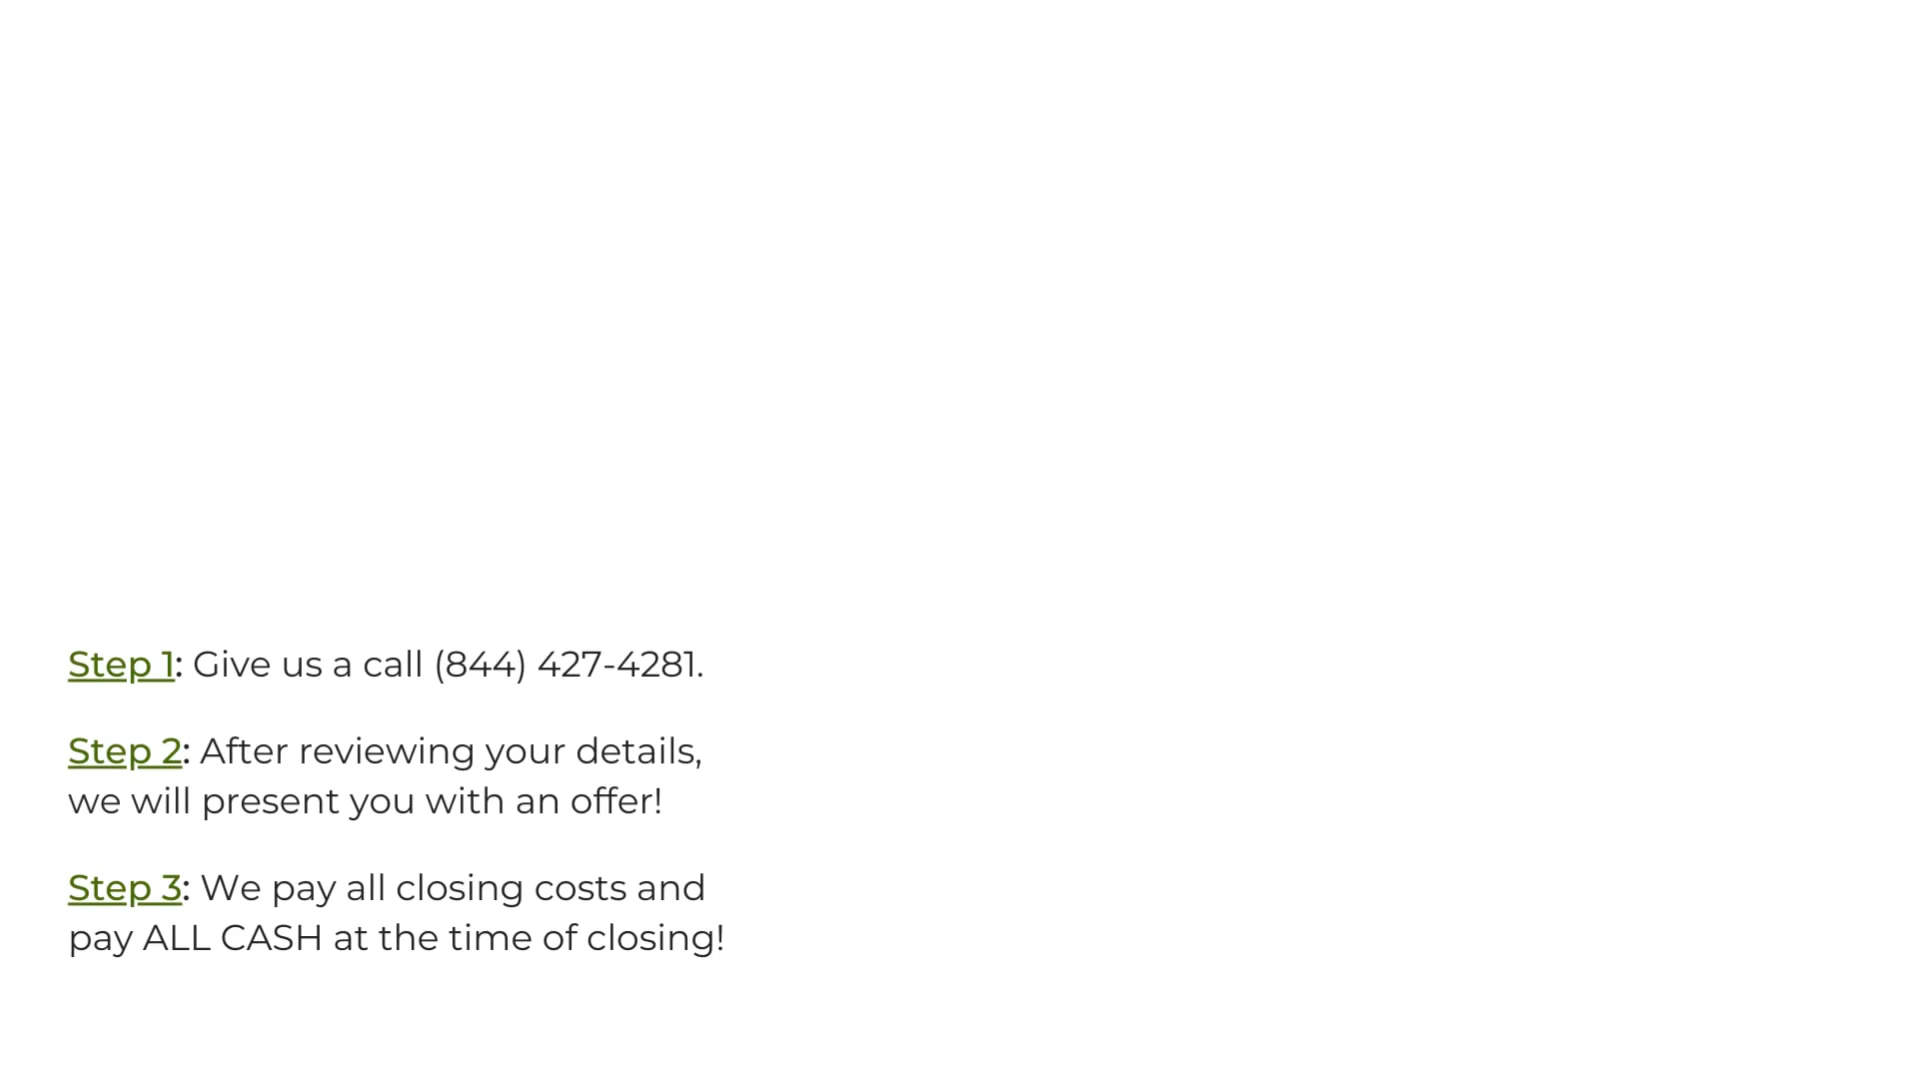 Step 1: Give us a call (844) 427-4281.
Step 2: After reviewing your details,
we will present you with an offer!
Step 3: We pay all closing costs and
pay ALL CASH at the time of closing!